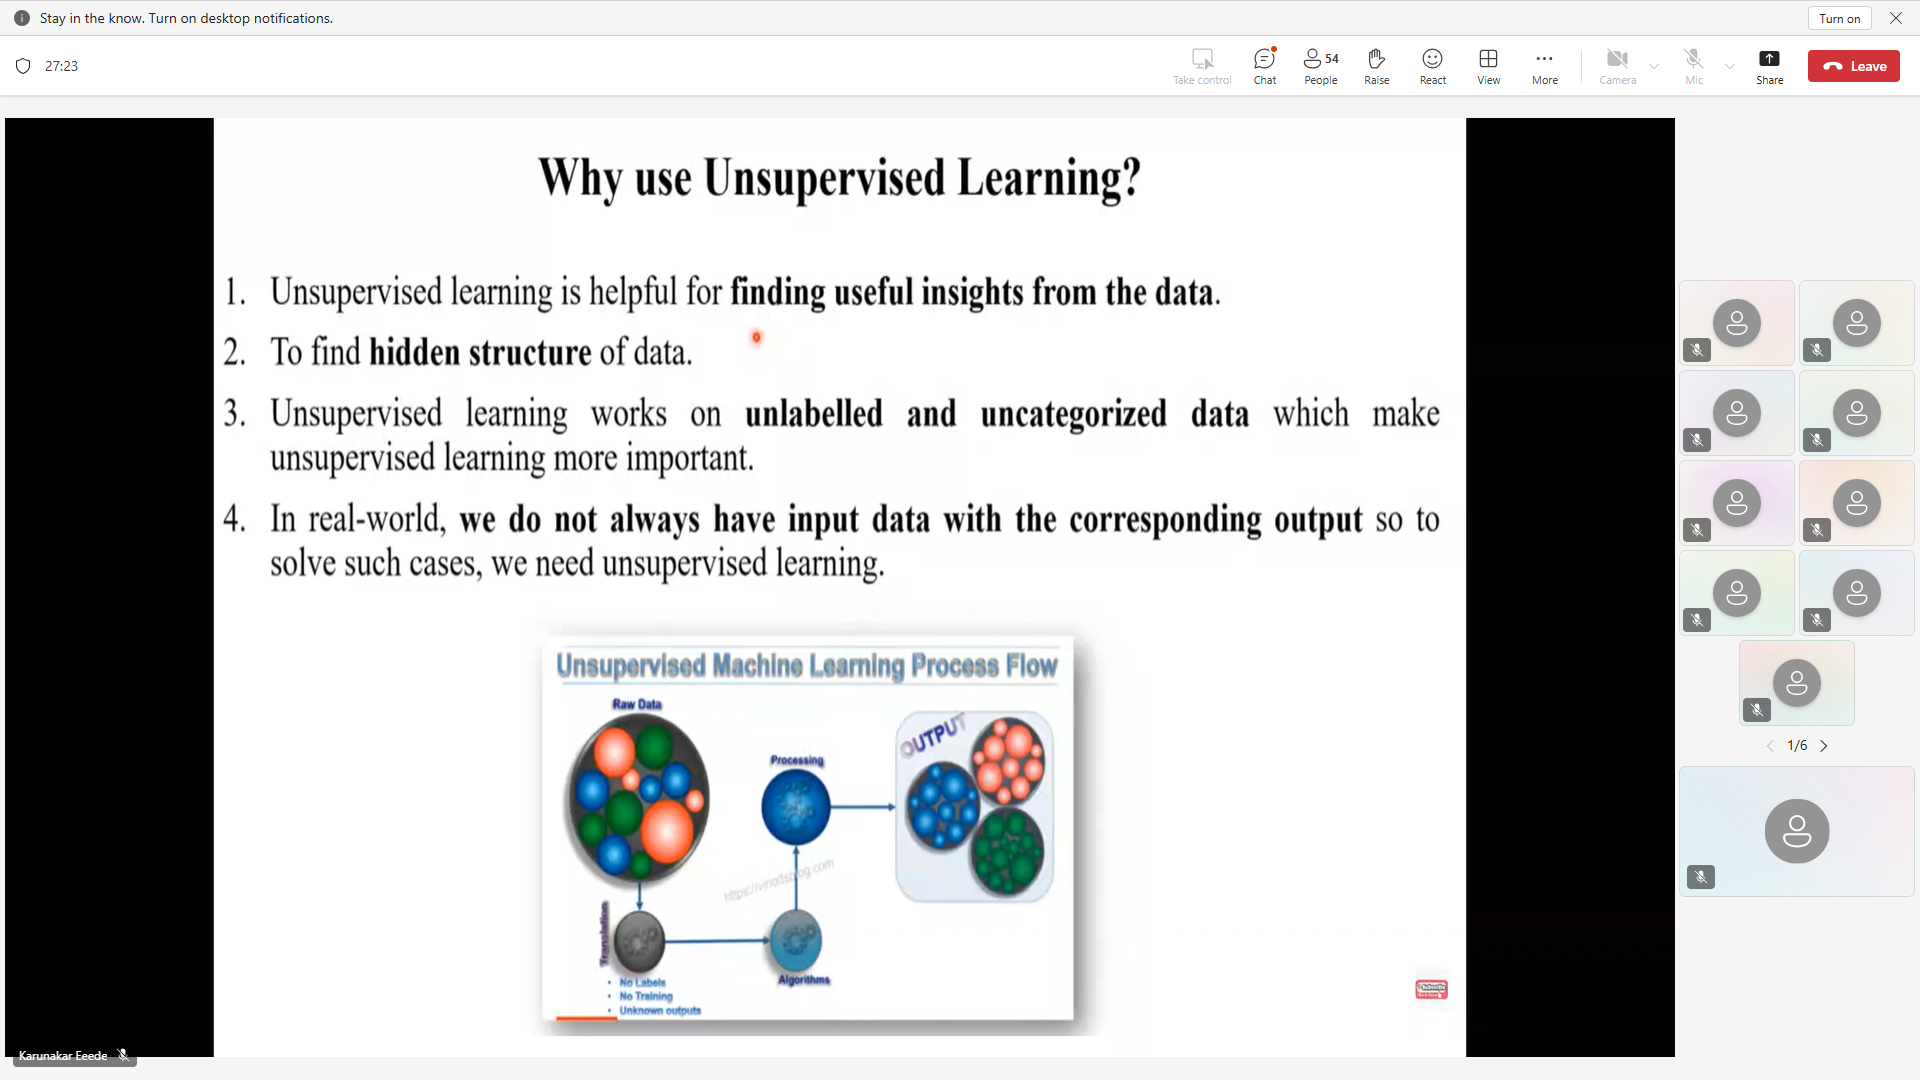 Stay in the know. Turn on desktop notifications.
Turn on
27:23
Take control
Chat
54
People
Raise
React
View
More
Camera
Mic
Share
Leave
Why use Unsupervised Learning?
1. Unsupervised learning is helpful for finding useful insights from the data.
2. To find hidden structure of data.
3. Unsupervised learning works on unlabelled and uncategorized data which make
unsupervised learning more important.
4. In real-world, we do not always have input data with the corresponding output so to
solve such cases, we need unsupervised learning.
Unsupervised Machine Learning Process Flow
Raw Data
Processing
OUTPUT
https://vinodsblog.com
Translation
Algorithms
• No Labels
• No Training
• Unknown outputs
Karunakar Eeede
1/6